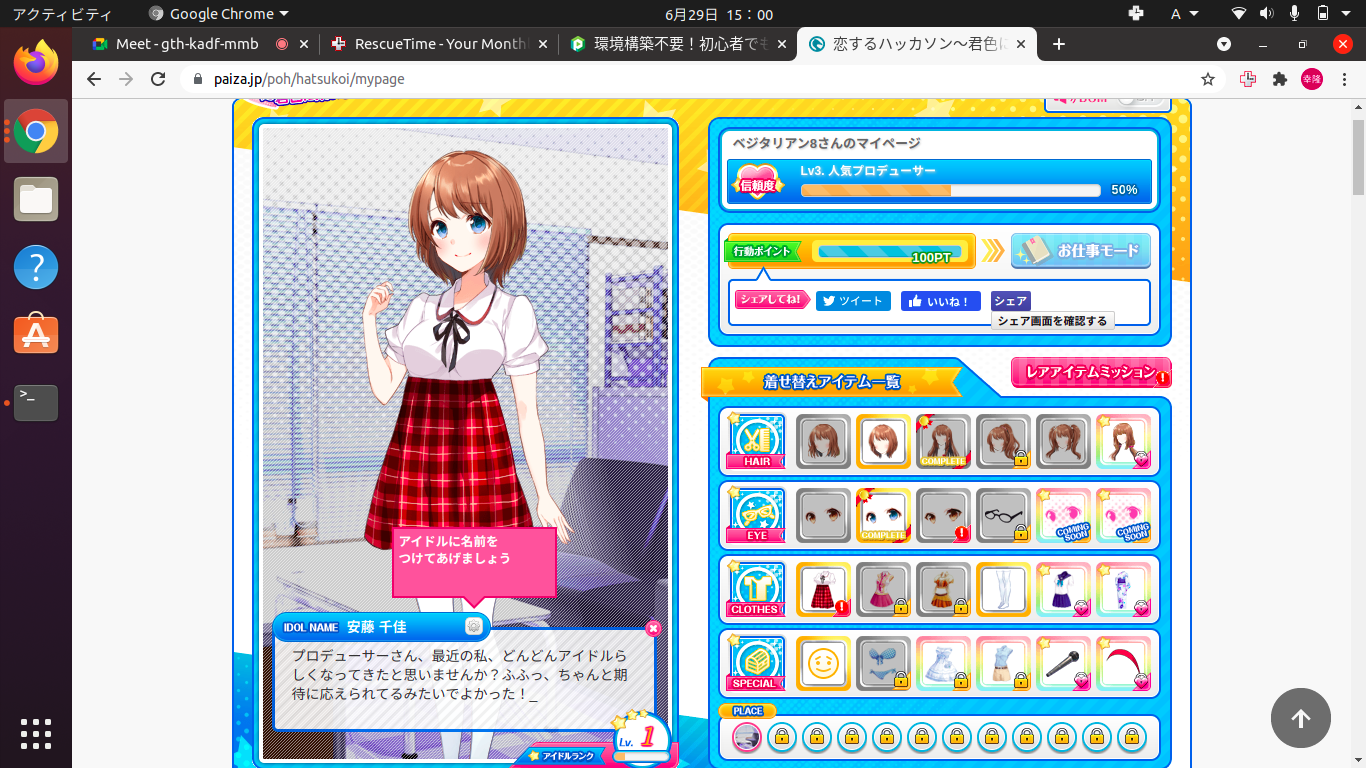 アクティビティ
Google Chrome
6月29日 15：00
A
Meet - gth-kadf-mmb
RescueTime - Your Month
環境構築不要！初心者でも
恋するハッカソン～君色に
paiza.jp/poh/hatsukoi/mypage
幸隆
ベジタリアン8さんのマイページ
信頼度
Lv3. 人気プロデューサー
50%
行動ポイント
100PT
お仕事モード
シェアしてね!
ツイート
いいね！
シェア
シェア画面を確認する
着せ替えアイテム一覧
レアアイテムミッション
HAIR
COMPLETE
EYE
COMPLETE
COMING SOON
COMING SOON
CLOTHES
SPECIAL
PLACE
アイドルに名前を
つけてあげましょう
IDOL NAME 安藤 千佳
プロデューサーさん、最近の私、どんどんアイドルら
しくなってきたと思いませんか？ふふっ、ちゃんと期
待に応えられてるみたいでよかった！_
Lv. 1
アイドルランク